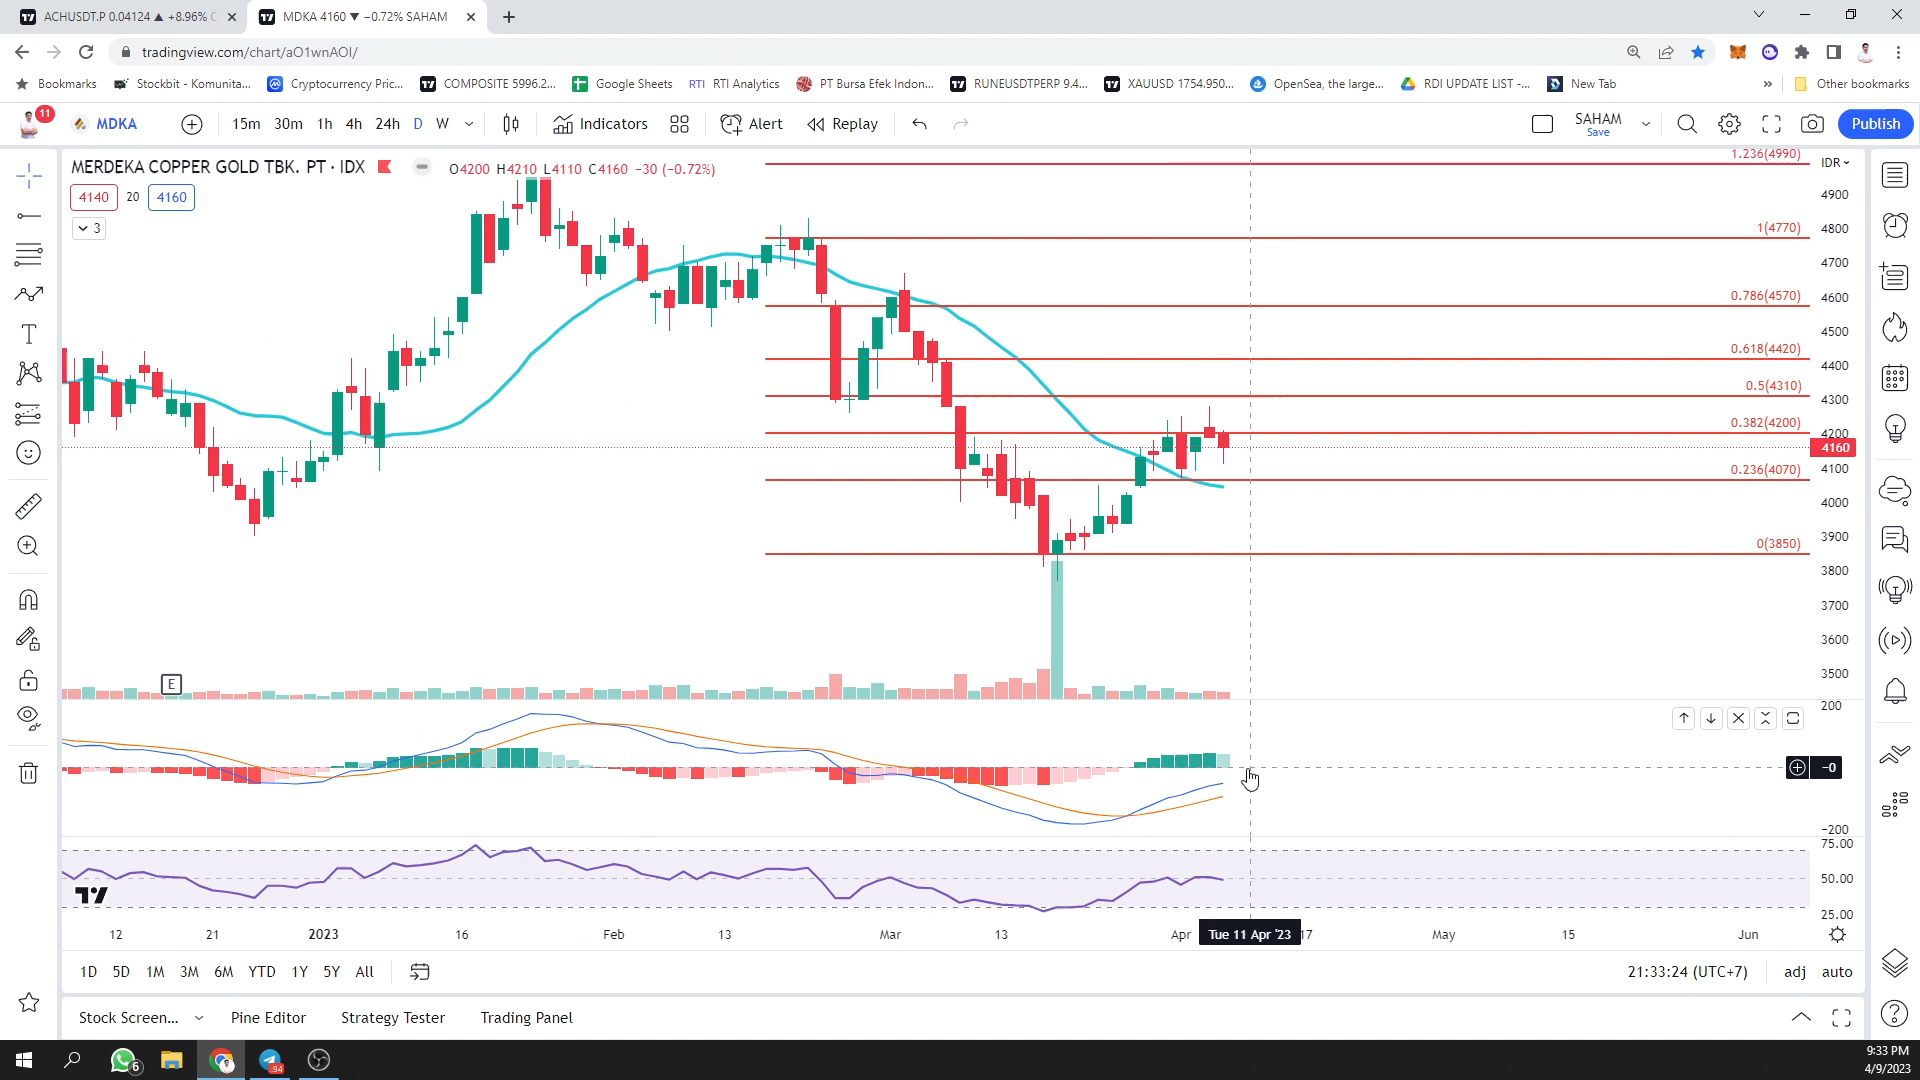 ACHUSDT.P 0.04124 ▲ +8.96% C
MDKA 4160 ▼ −0.72% SAHAM
tradingview.com/chart/aO1wnAOI/
Bookmarks
Stockbit - Komunita...
Cryptocurrency Pric...
COMPOSITE 5996.2...
Google Sheets
RTI RTI Analytics
PT Bursa Efek Indon...
RUNEUSDTPERP 9.4...
XAUUSD 1754.950...
OpenSea, the large...
RDI UPDATE LIST -...
New Tab
»
Other bookmarks
11
MDKA
15m 30m 1h 4h 24h D W
Indicators
Alert
Replay
SAHAM
Save
Publish
MERDEKA COPPER GOLD TBK. PT · IDX
O4200 H4210 L4110 C4160 −30 (−0.72%)
4140 20 4160
3
IDR
1.236(4990)
4900
4800
1(4770)
4700
4600
0.786(4570)
4500
4400
0.618(4420)
4300
0.5(4310)
4200
0.382(4200)
4160
4100
0.236(4070)
4000
3900
0(3850)
3800
3700
3600
3500
E
200
−0
−200
75.00
50.00
25.00
12 21 2023 16 Feb 13 Mar 13 Apr Tue 11 Apr '23 17 May 15 Jun
1D 5D 1M 3M 6M YTD 1Y 5Y All
21:33:24 (UTC+7) adj auto
Stock Screen... Pine Editor Strategy Tester Trading Panel
6
94
9:33 PM
4/9/2023